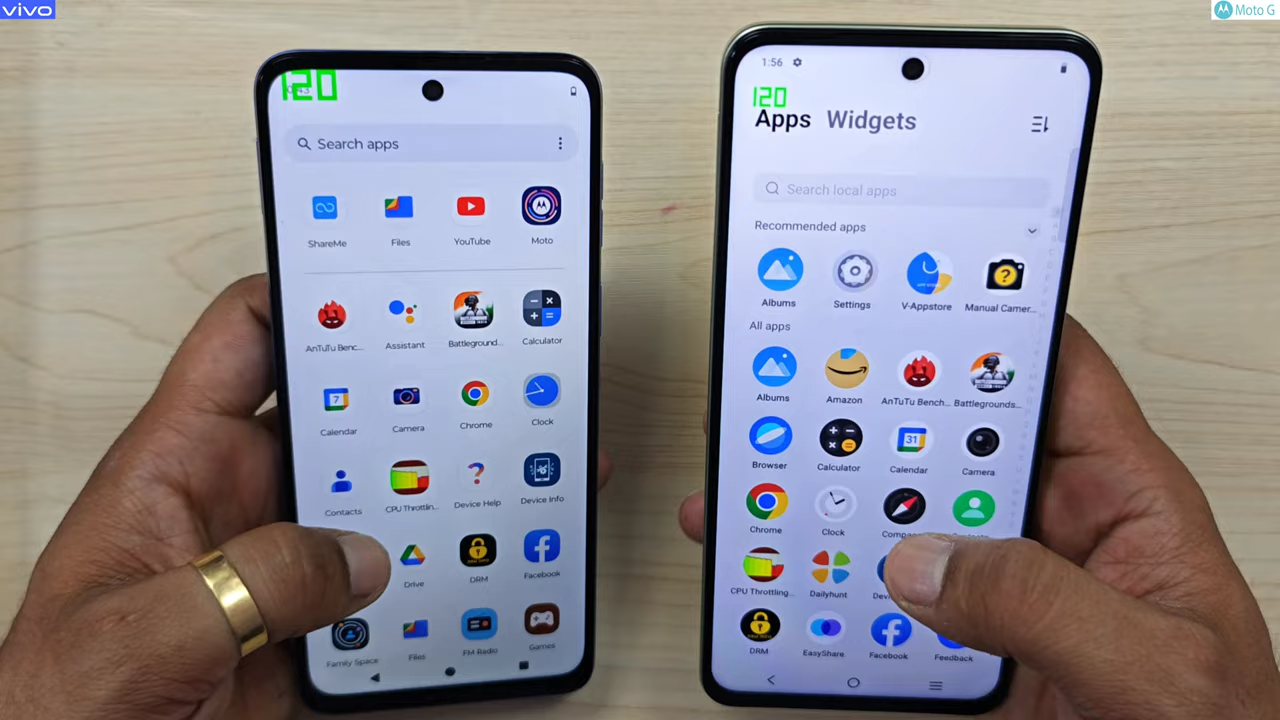 vivo
Moto G
120
Search apps
ShareMe
Files
YouTube
Moto
AnTuTu Benc...
Assistant
Battleground...
Calculator
7
Calendar
Camera
Chrome
Clock
Contacts
CPU Throttlin...
Device Help
Device Info
Drive
DRM
Facebook
Family Space
Files
FM Radio
Games
1:56
120
Apps Widgets
Search local apps
Recommended apps
Albums
Settings
V-Appstore
Manual Camer...
All apps
Albums
Amazon
AnTuTu Bench...
Battlegrounds...
Browser
Calculator
31
Calendar
Camera
Chrome
Clock
CPU Throttling...
Dailyhunt
DRM
EasyShare
Facebook
Feedback